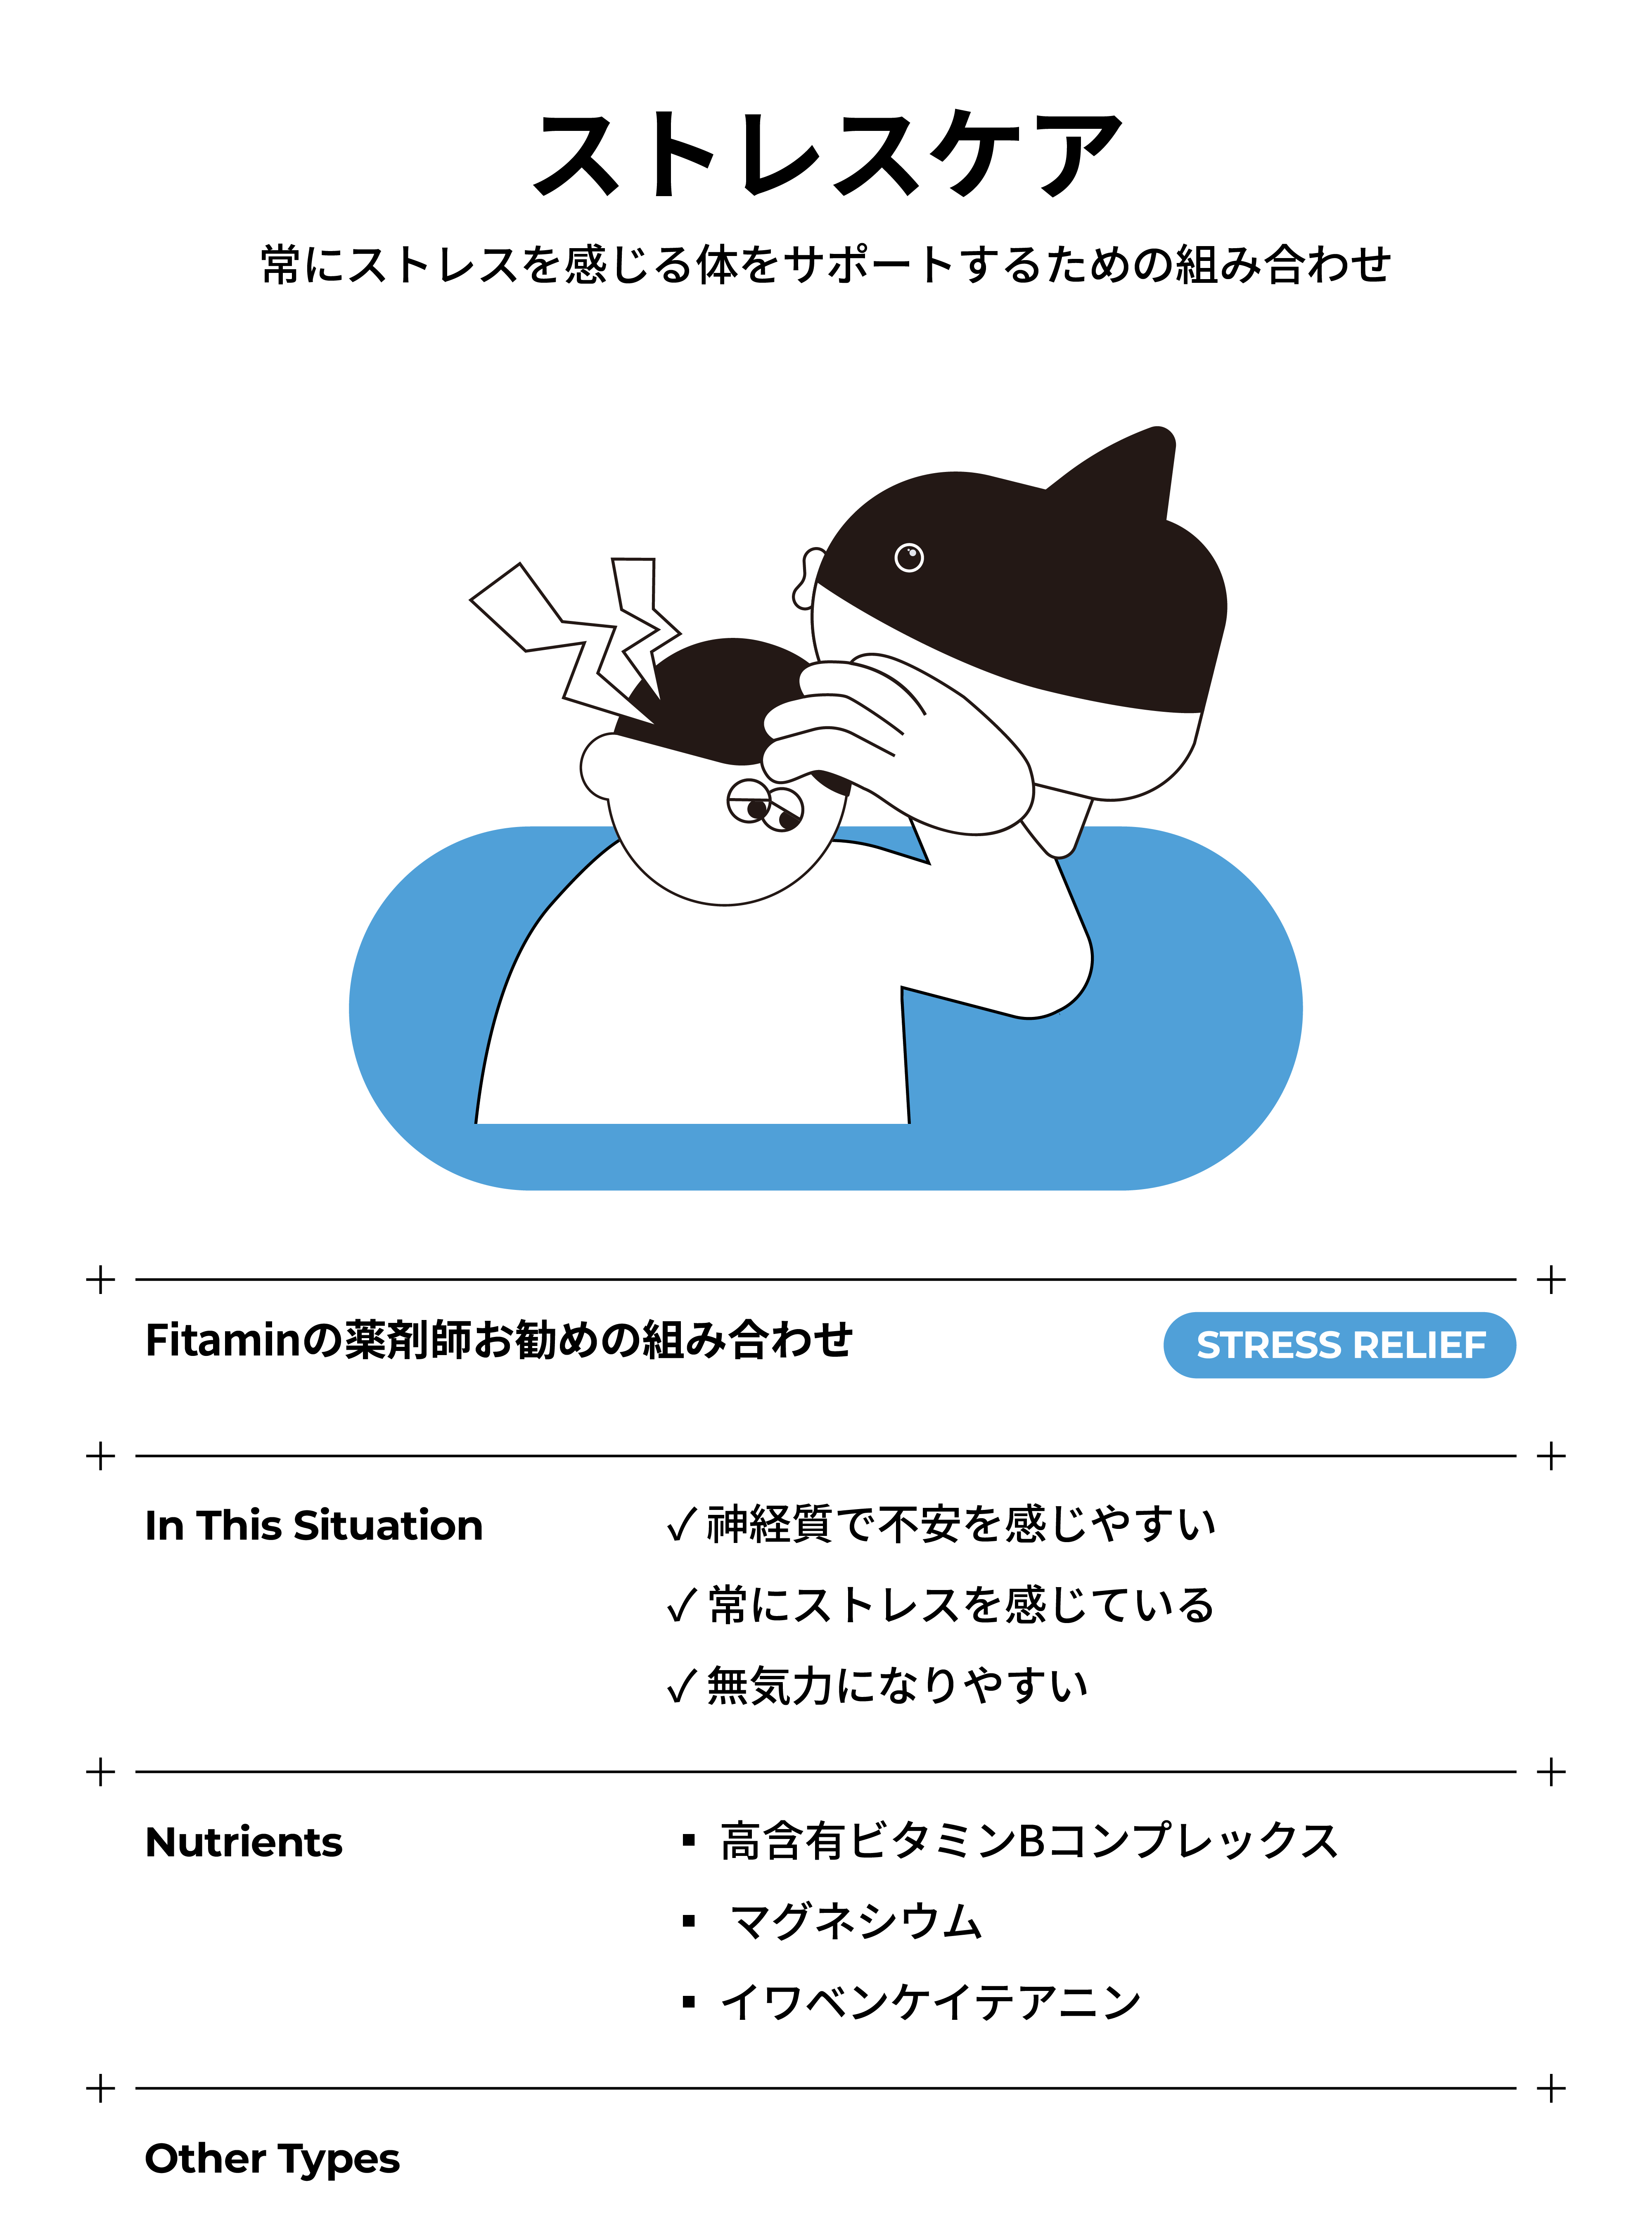 ストレスケア
常にストレスを感じる体をサポートするための組み合わせ
Fitaminの薬剤師お勧めの組み合わせ
STRESS RELIEF
In This Situation
✓ 神経質で不安を感じやすい
✓ 常にストレスを感じている
✓ 無気力になりやすい
Nutrients
▪ 高含有ビタミンBコンプレックス
▪ マグネシウム
▪ イワベンケイテアニン
Other Types